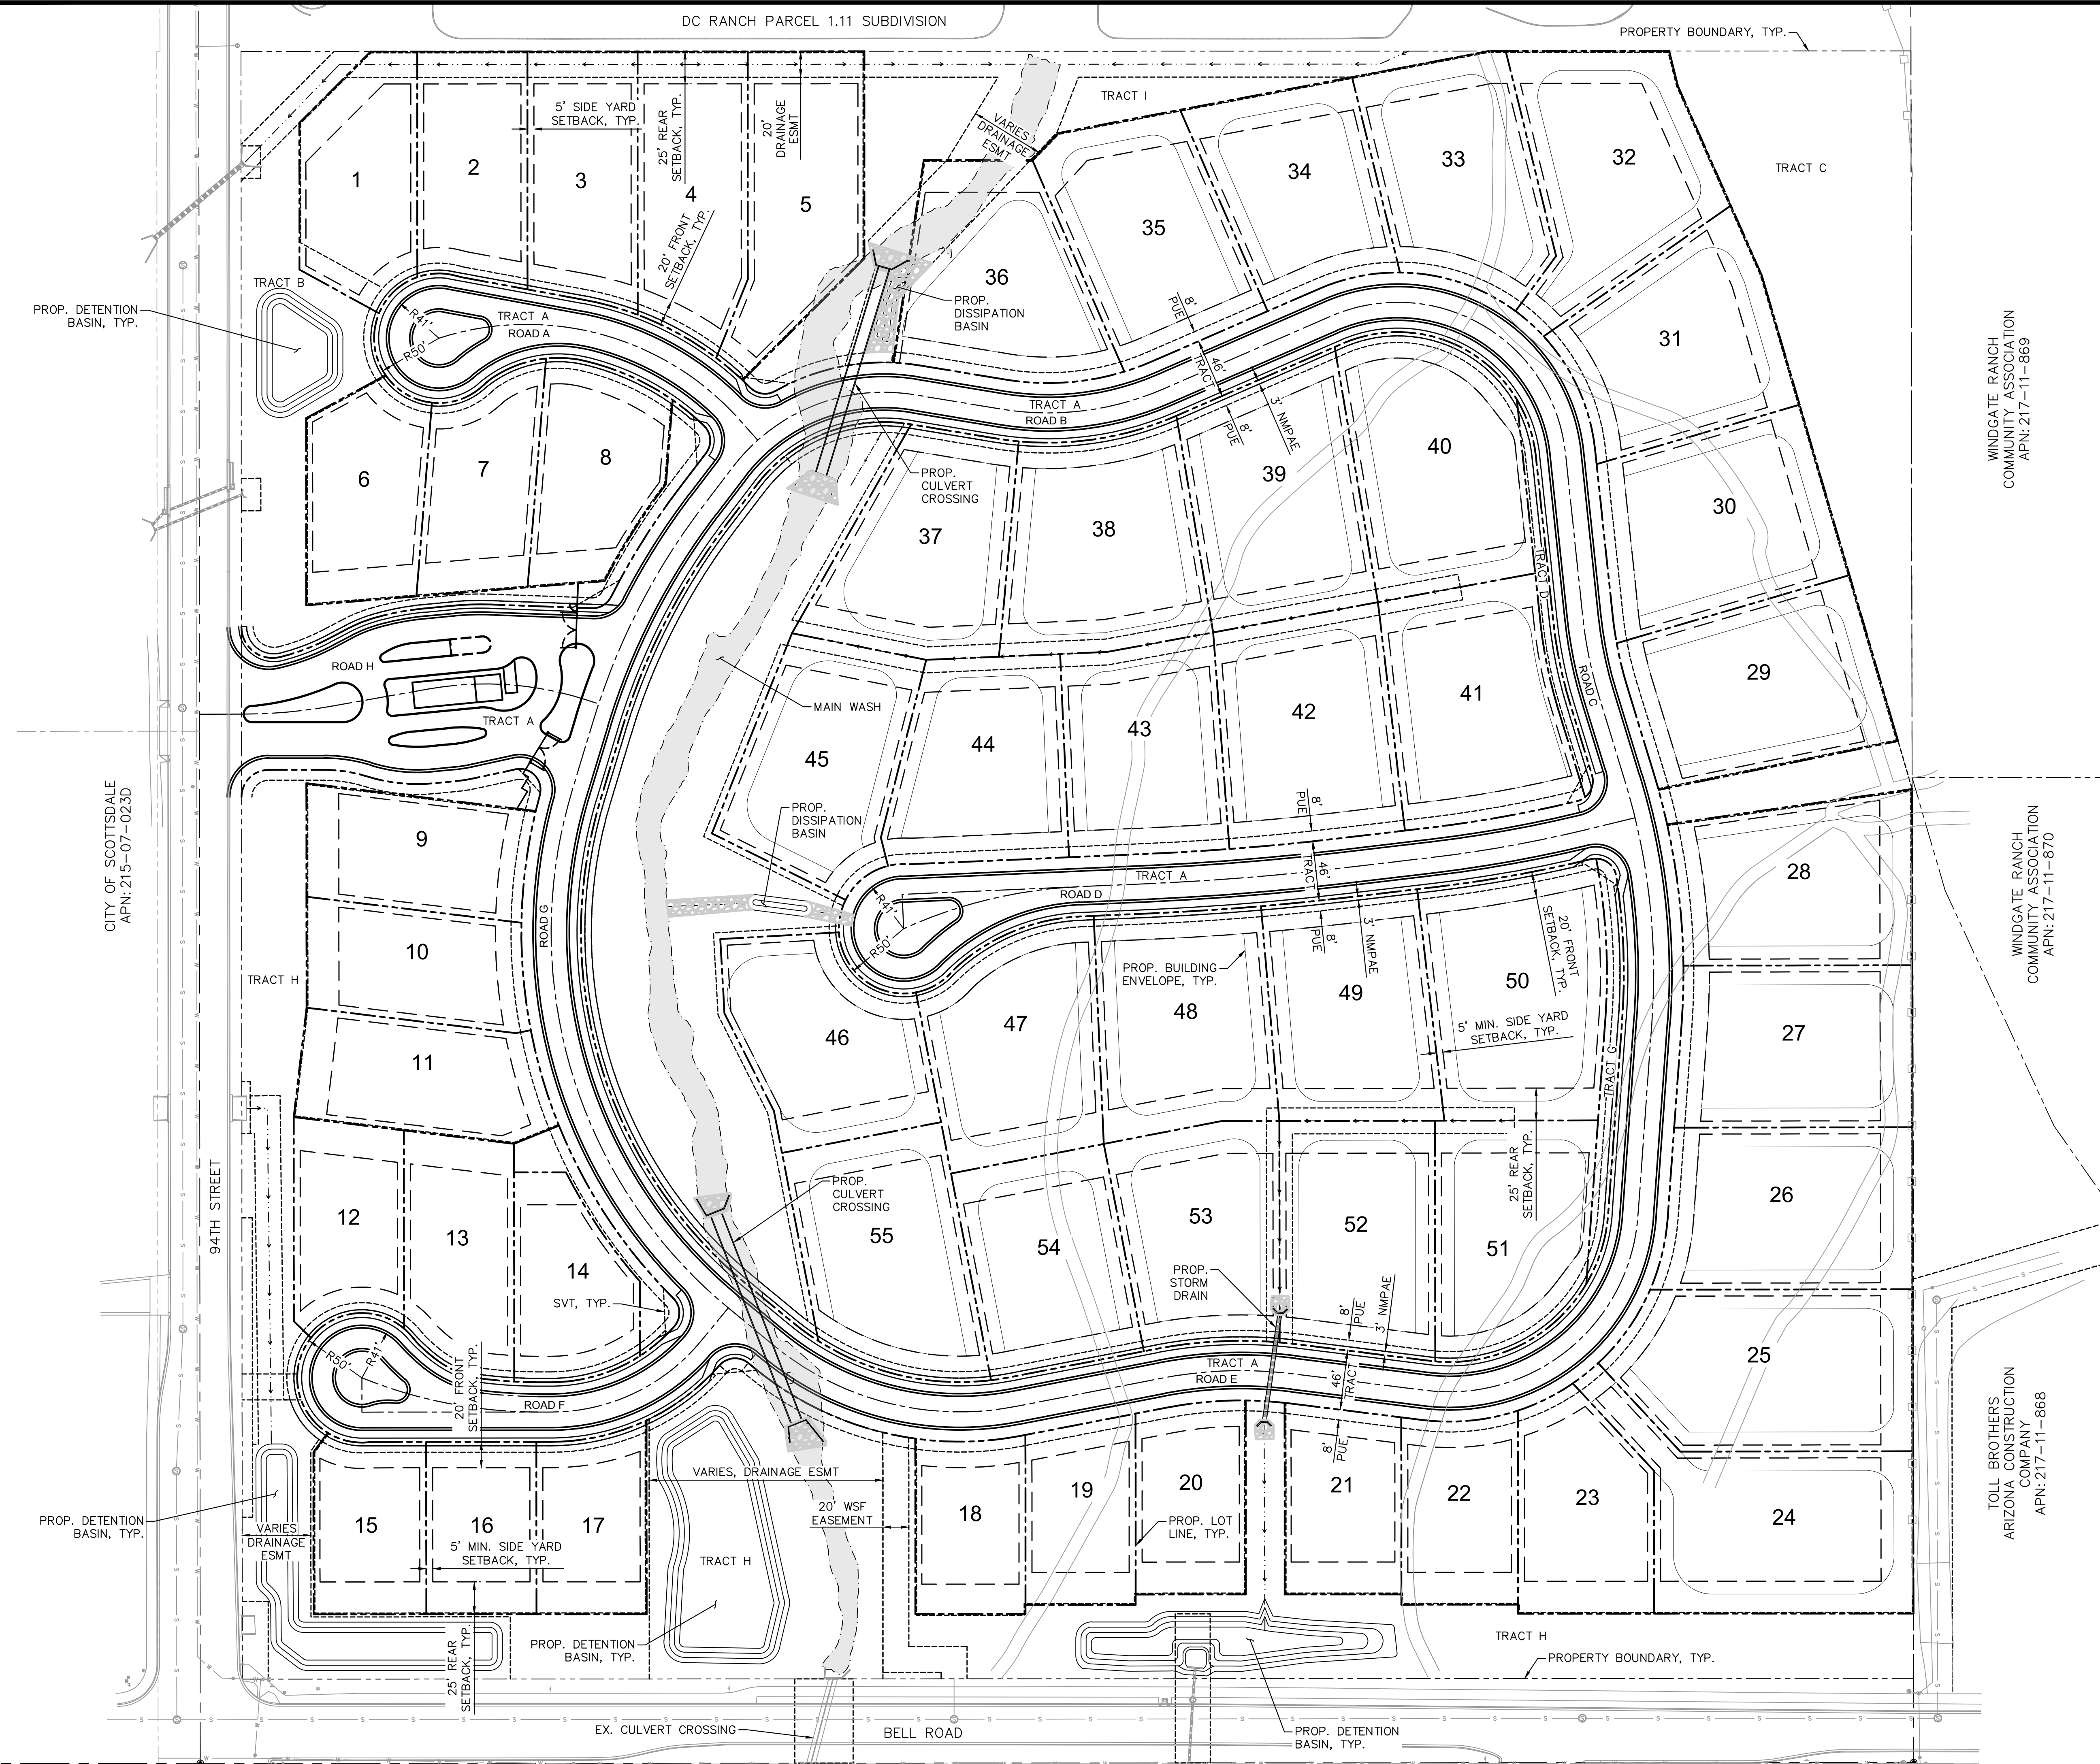 DC RANCH PARCEL 1.11 SUBDIVISION
PROPERTY BOUNDARY, TYP.
TRACT I
TRACT C
5' SIDE YARD
SETBACK, TYP.
25' REAR
SETBACK, TYP.
20'
DRAINAGE
ESMT
VARIES
DRAINAGE
ESMT
1
2
3
4
5
20' FRONT
SETBACK, TYP.
36
35
34
33
32
31
30
29
TRACT B
PROP. DETENTION
BASIN, TYP.
R41'
R50'
TRACT A
ROAD A
PROP.
DISSIPATION
BASIN
8'
PUE
46'
TRACT
TRACT A
ROAD B
8'
PUE
3' NMPAE
WINDGATE RANCH
COMMUNITY ASSOCIATION
APN: 217-11-869
6
7
8
PROP.
CULVERT
CROSSING
37
38
39
40
TRACT D
ROAD C
ROAD H
TRACT A
MAIN WASH
45
44
43
42
41
CITY OF SCOTTSDALE
APN: 215-07-023D
9
10
11
ROAD G
TRACT H
PROP.
DISSIPATION
BASIN
8'
PUE
46'
TRACT
TRACT A
ROAD D
R41'
R50'
8'
PUE
3' NMPAE
20' FRONT
SETBACK, TYP.
28
27
26
25
24
WINDGATE RANCH
COMMUNITY ASSOCIATION
APN: 217-11-870
PROP. BUILDING
ENVELOPE, TYP.
46
47
48
49
50
5' MIN. SIDE YARD
SETBACK, TYP.
TRACT G
25' REAR
SETBACK, TYP.
94TH STREET
12
13
14
SVT, TYP.
PROP.
CULVERT
CROSSING
55
54
53
52
51
PROP.
STORM
DRAIN
8'
PUE
3' NMPAE
R50'
R41'
20' FRONT
SETBACK, TYP.
ROAD F
TRACT A
ROAD E
46'
TRACT
8'
PUE
TOLL BROTHERS
ARIZONA CONSTRUCTION
COMPANY
APN: 217-11-868
VARIES, DRAINAGE ESMT
20' WSF
EASEMENT
PROP. DETENTION
BASIN, TYP.
VARIES
DRAINAGE
ESMT
15
16
17
5' MIN. SIDE YARD
SETBACK, TYP.
TRACT H
18
19
20
PROP. LOT
LINE, TYP.
21
22
23
25' REAR
SETBACK, TYP.
PROP. DETENTION
BASIN, TYP.
TRACT H
PROPERTY BOUNDARY, TYP.
EX. CULVERT CROSSING
BELL ROAD
PROP. DETENTION
BASIN, TYP.